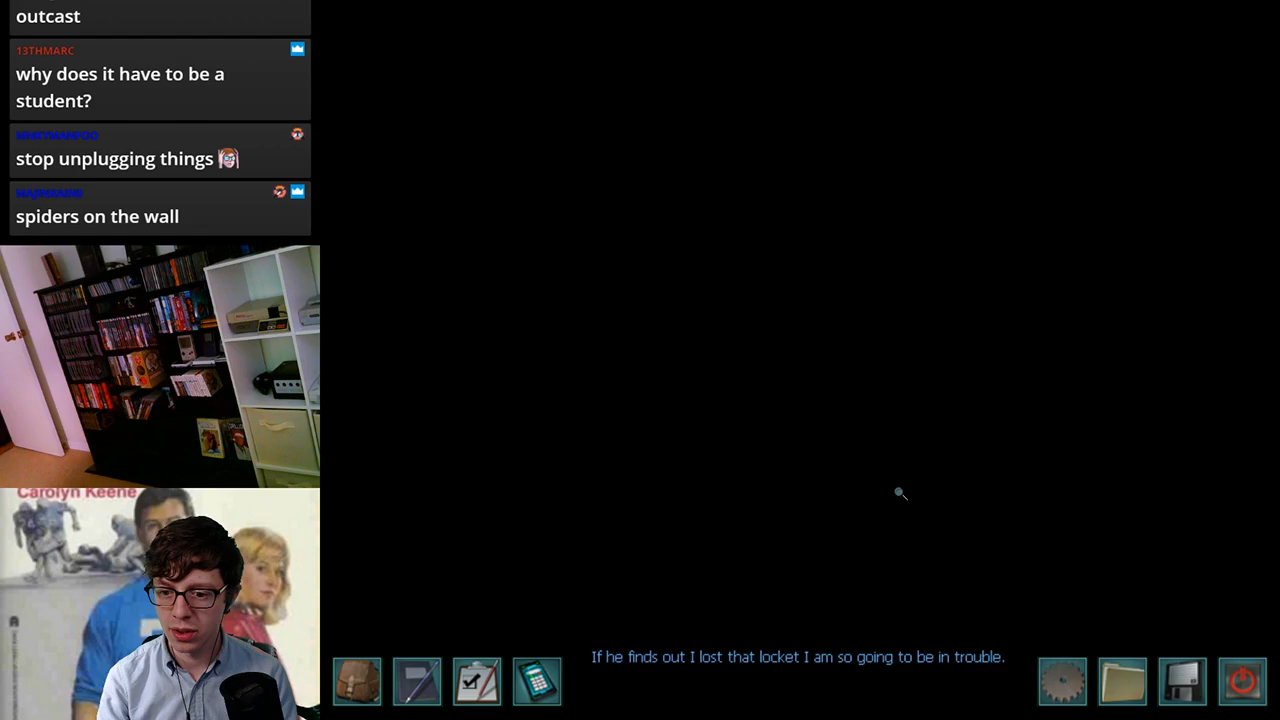 outcast
13THMARC
why does it have to be a
student?
stop unplugging things
spiders on the wall
Carolyn Keene
If he finds out I lost that locket I am so going to be in trouble.